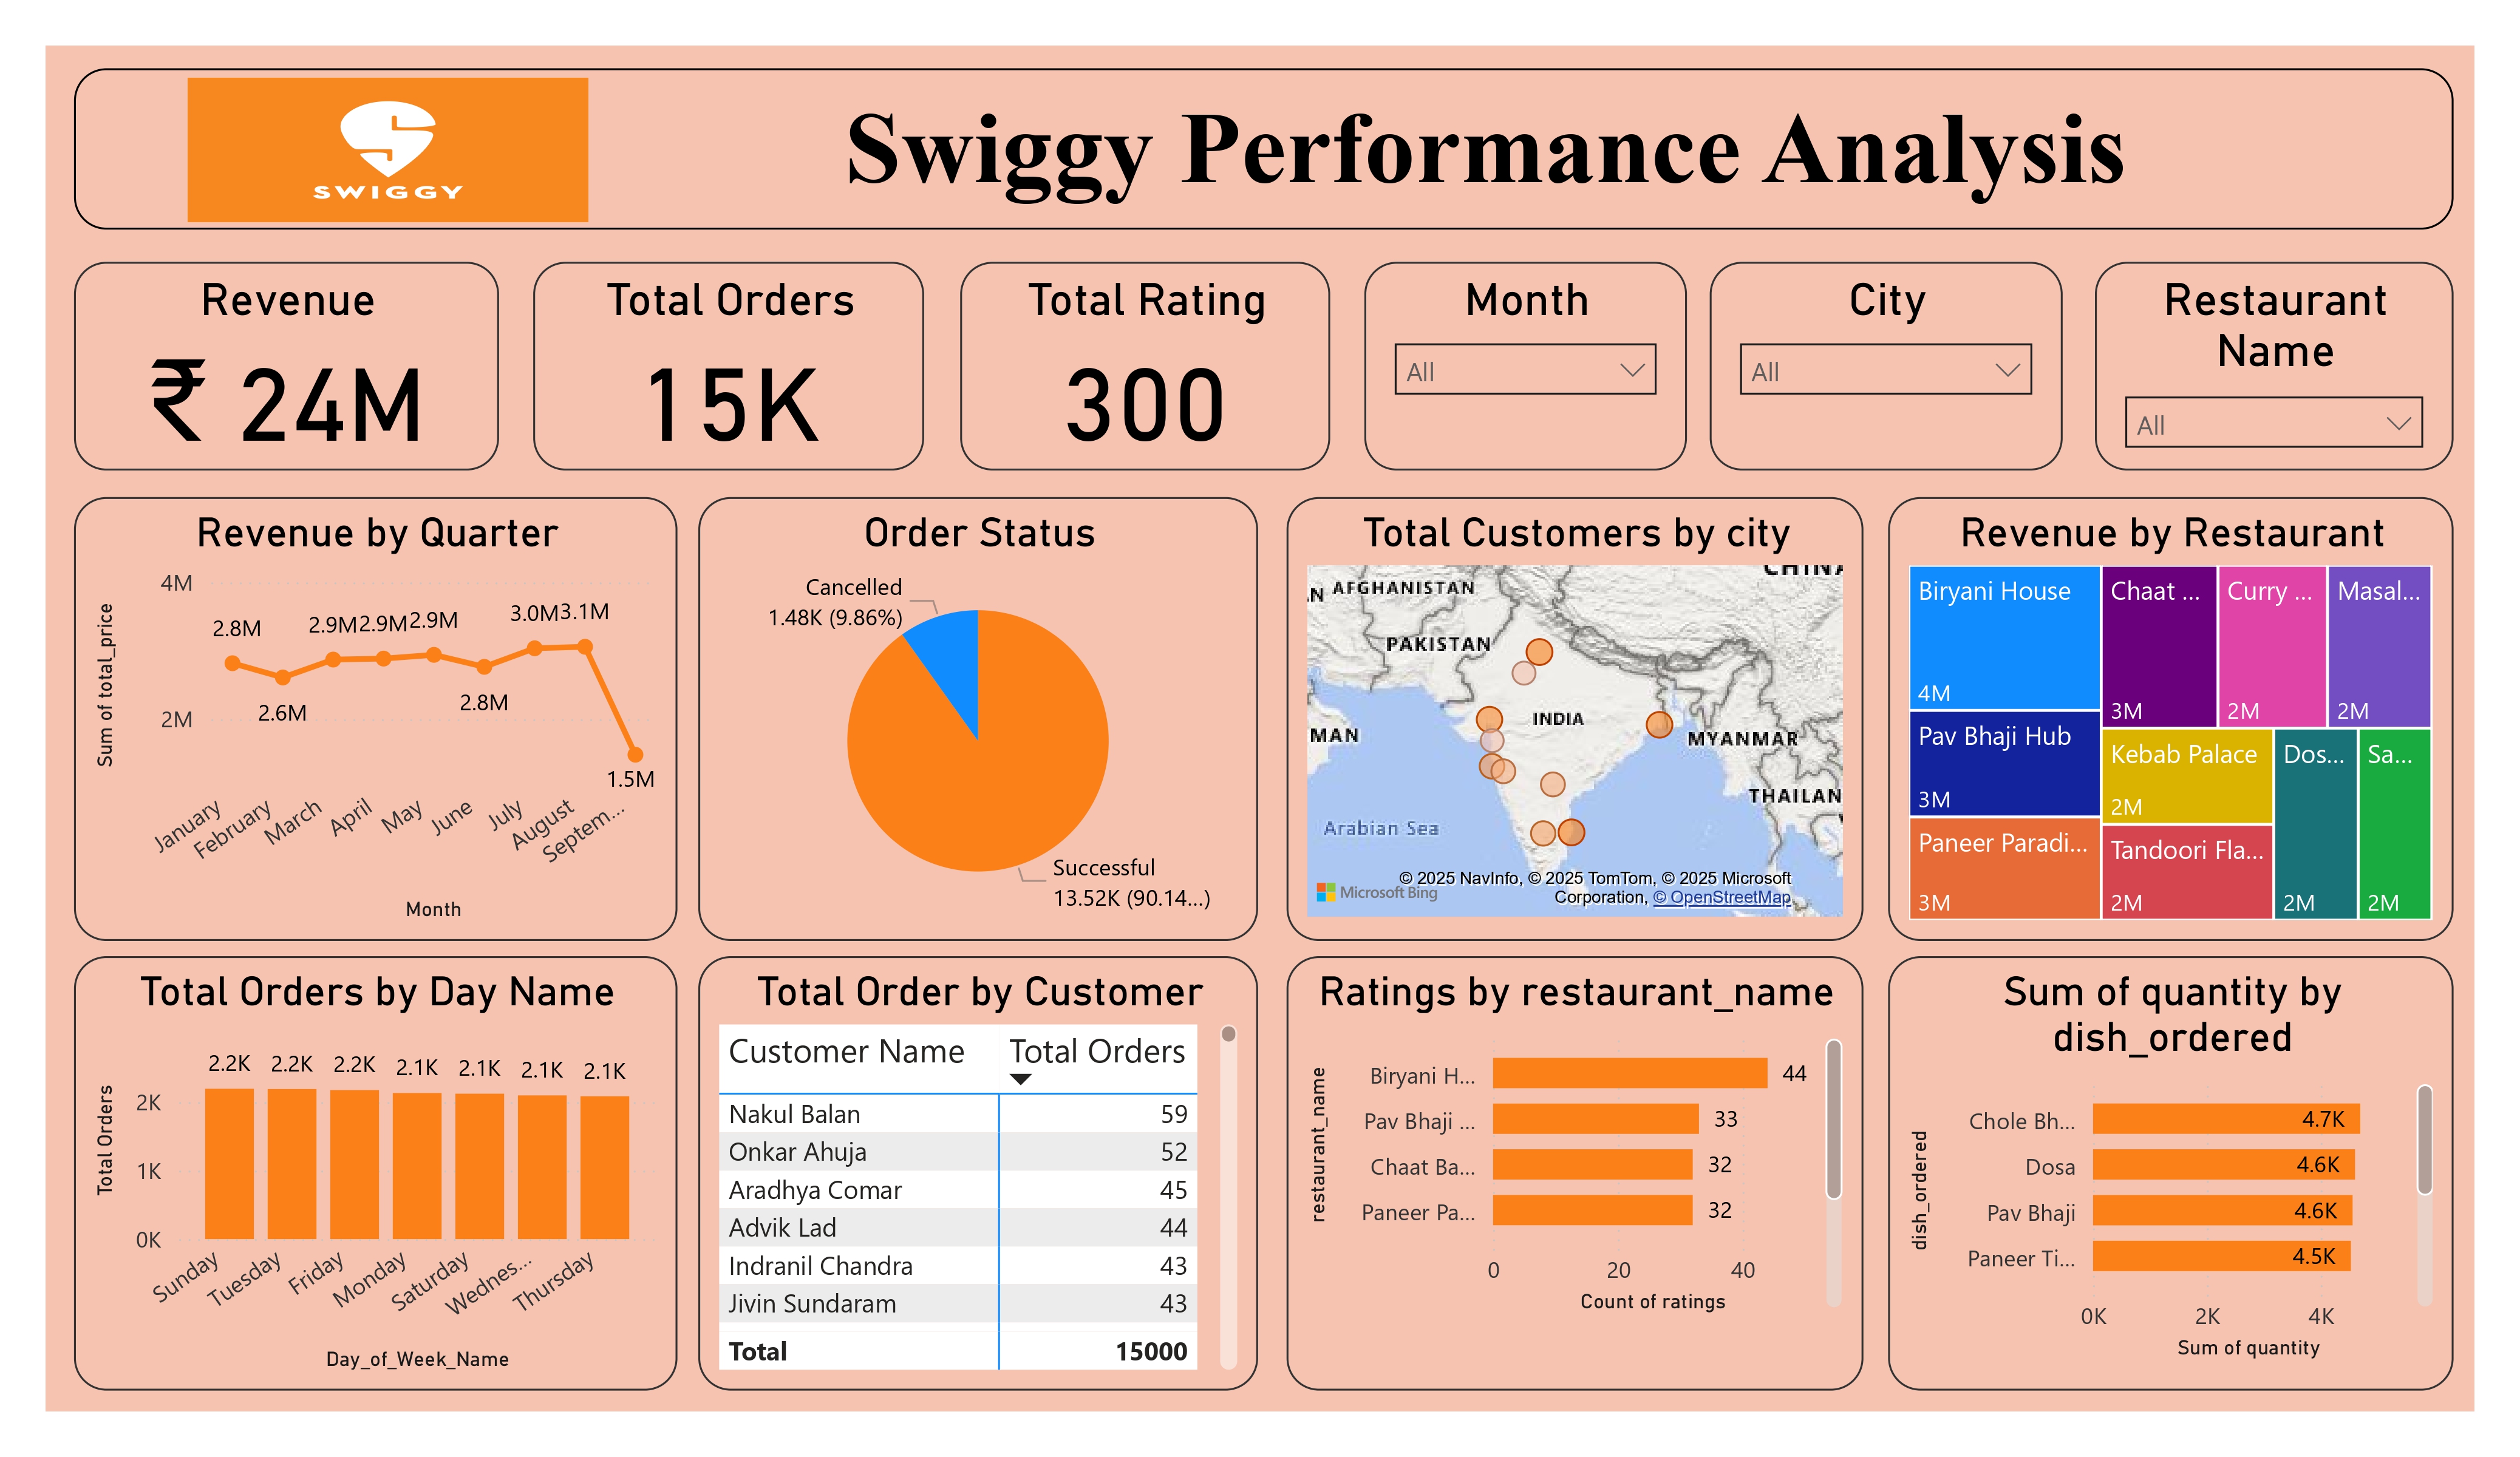 SWIGGY
Swiggy Performance Analysis
Revenue
₹ 24M
Total Orders
15K
Total Rating
300
Month
All
City
All
Restaurant
Name
All
Revenue by Quarter
Sum of total_price
4M
2M
2.8M
2.6M
2.9M
2.9M
2.9M
2.8M
3.0M
3.1M
1.5M
January
February
March
April
May
June
July
August
Septem...
Month
Order Status
Cancelled
1.48K (9.86%)
Successful
13.52K (90.14...)
Total Customers by city
CHINA
AFGHANISTAN
PAKISTAN
INDIA
MAN
MYANMAR
THAILAN
Arabian Sea
© 2025 NavInfo, © 2025 TomTom, © 2025 Microsoft
Corporation, © OpenStreetMap
Microsoft Bing
Revenue by Restaurant
Biryani House
4M
Pav Bhaji Hub
3M
Paneer Paradi...
3M
Chaat ...
3M
Curry ...
2M
Masal...
2M
Kebab Palace
2M
Tandoori Fla...
2M
Dos...
2M
Sa...
2M
Total Orders by Day Name
Total Orders
2K
1K
0K
2.2K
2.2K
2.2K
2.1K
2.1K
2.1K
2.1K
Sunday
Tuesday
Friday
Monday
Saturday
Wednes...
Thursday
Day_of_Week_Name
Total Order by Customer
Customer Name Total Orders
Nakul Balan 59
Onkar Ahuja 52
Aradhya Comar 45
Advik Lad 44
Indranil Chandra 43
Jivin Sundaram 43
Total 15000
Ratings by restaurant_name
restaurant_name
Biryani H... 44
Pav Bhaji ... 33
Chaat Ba... 32
Paneer Pa... 32
0 20 40
Count of ratings
Sum of quantity by
dish_ordered
dish_ordered
Chole Bh... 4.7K
Dosa 4.6K
Pav Bhaji 4.6K
Paneer Ti... 4.5K
0K 2K 4K
Sum of quantity